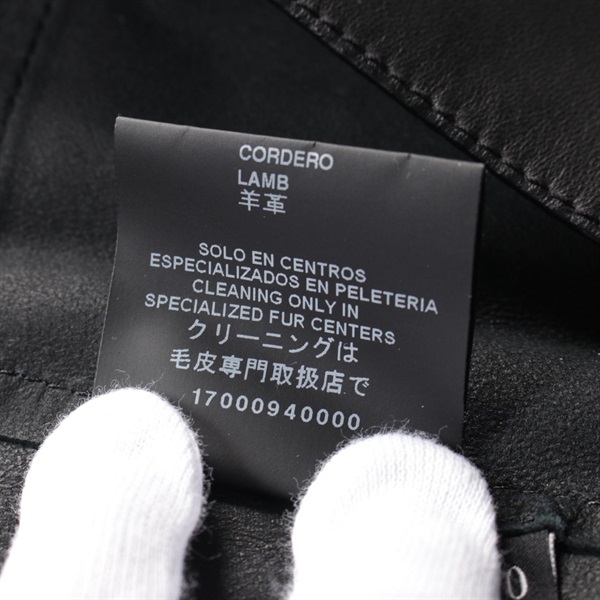 CORDERO
LAMB
羊革
SOLO EN CENTROS
ESPECIALIZADOS EN PELETERIA
CLEANING ONLY IN
SPECIALIZED FUR CENTERS
クリーニングは
毛皮専門取扱店で
17000940000